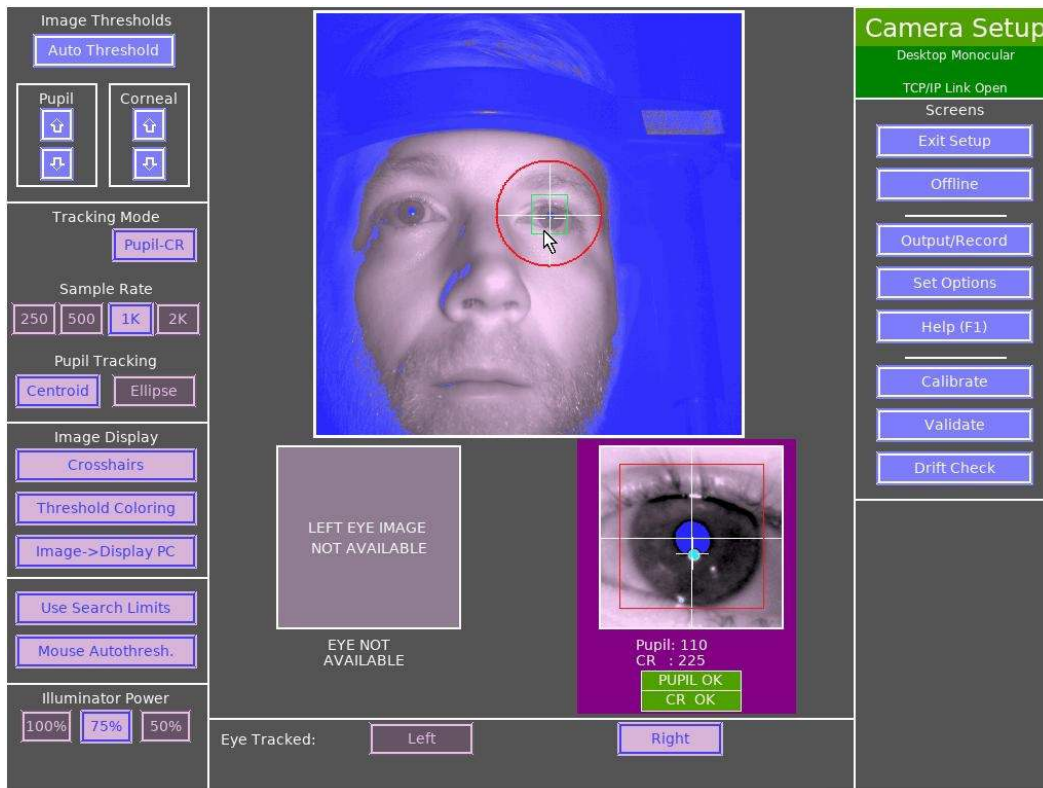 Image Thresholds
Auto Threshold
Pupil
Corneal
Tracking Mode
Pupil-CR
Sample Rate
250 500 1K 2K
Pupil Tracking
Centroid Ellipse
Image Display
Crosshairs
Threshold Coloring
Image->Display PC
Use Search Limits
Mouse Autothresh.
Illuminator Power
100% 75% 50%
LEFT EYE IMAGE
NOT AVAILABLE
EYE NOT
AVAILABLE
Pupil: 110
CR : 225
PUPIL OK
CR OK
Eye Tracked: Left Right
Camera Setup
Desktop Monocular
TCP/IP Link Open
Screens
Exit Setup
Offline
Output/Record
Set Options
Help (F1)
Calibrate
Validate
Drift Check